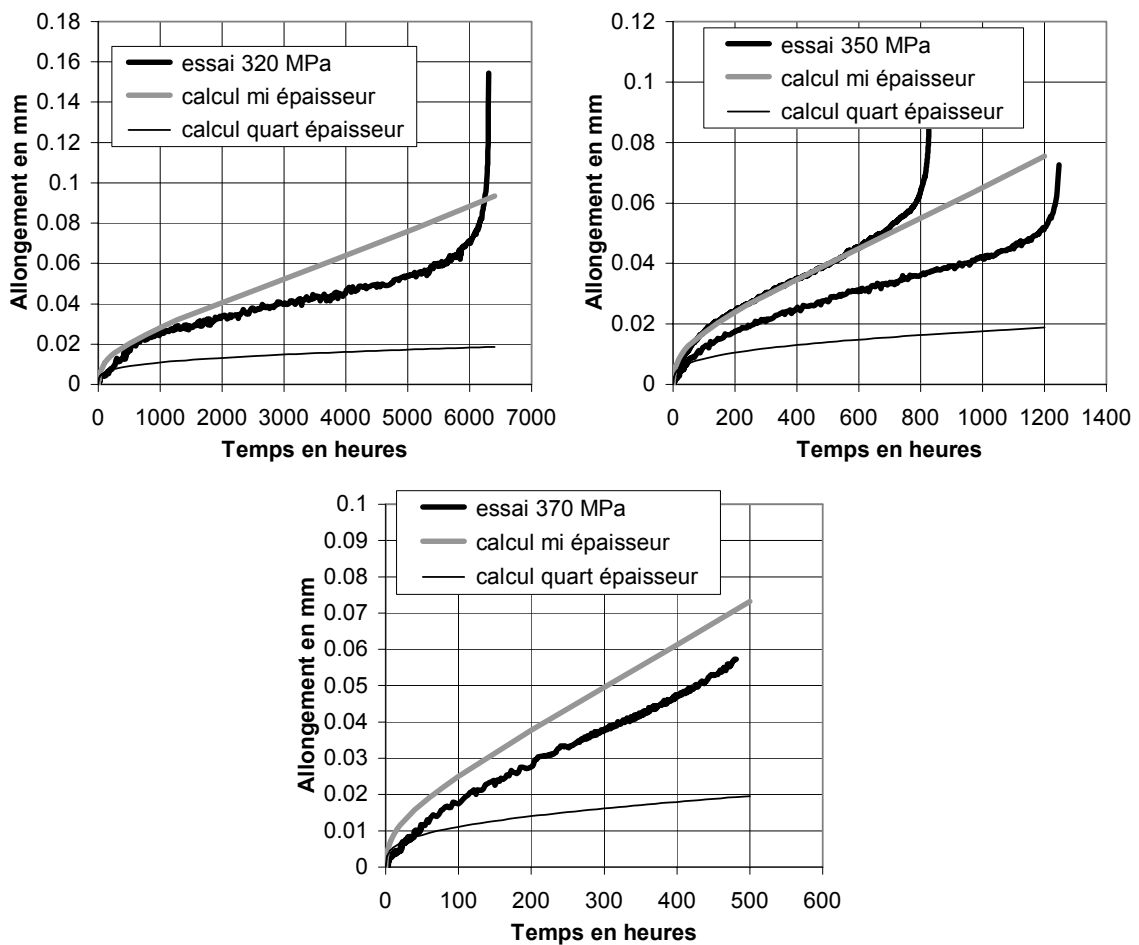 0.18
0.16
0.14
0.12
0.1
0.08
0.06
0.04
0.02
0
Allongement en mm
essai 320 MPa
calcul mi épaisseur
calcul quart épaisseur
0 1000 2000 3000 4000 5000 6000 7000
Temps en heures
0.12
0.1
0.08
0.06
0.04
0.02
0
Allongement en mm
essai 350 MPa
calcul mi épaisseur
calcul quart épaisseur
0 200 400 600 800 1000 1200 1400
Temps en heures
0.1
0.09
0.08
0.07
0.06
0.05
0.04
0.03
0.02
0.01
0
Allongement en mm
essai 370 MPa
calcul mi épaisseur
calcul quart épaisseur
0 100 200 300 400 500 600
Temps en heures